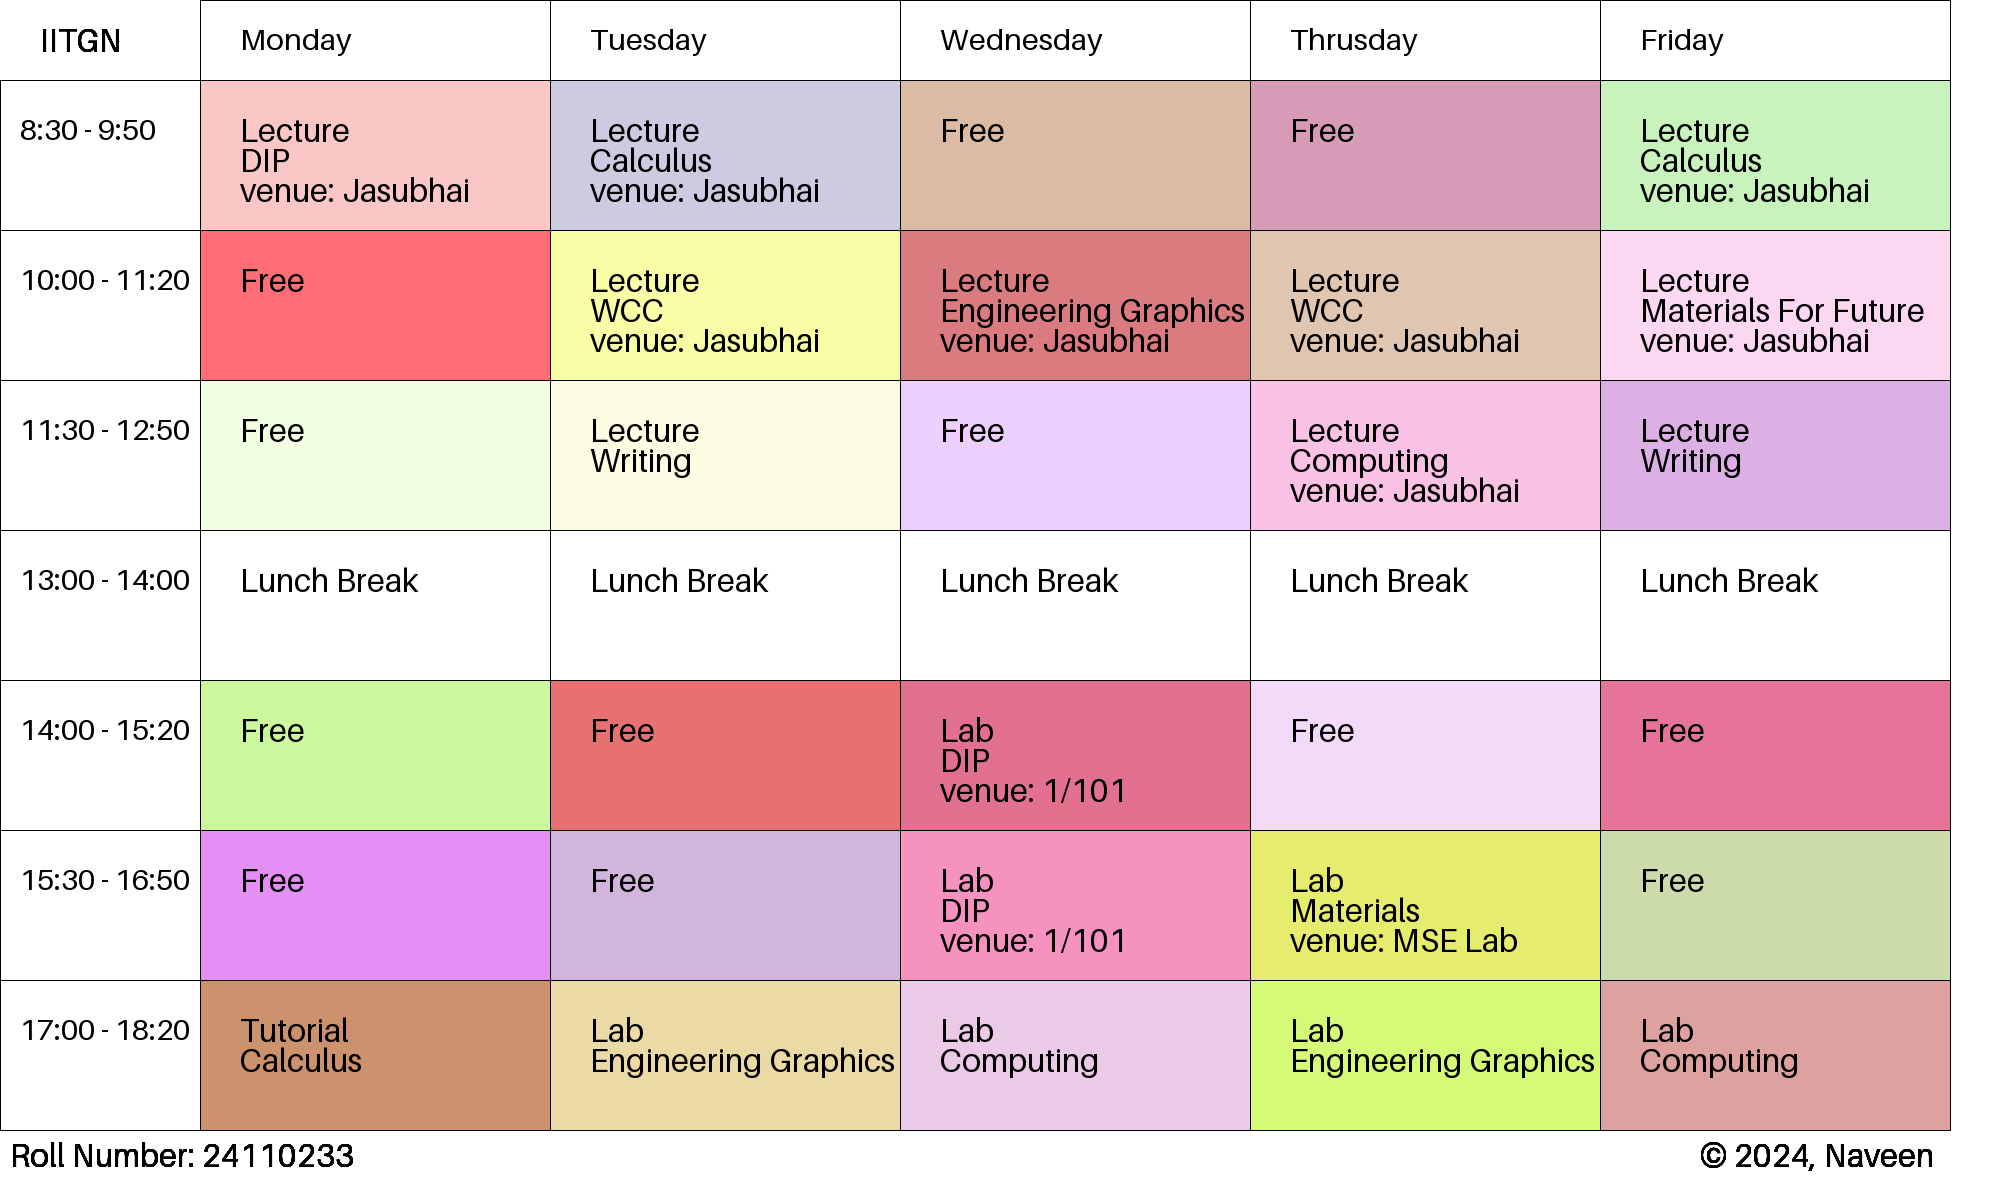 IITGN
Monday
Tuesday
Wednesday
Thrusday
Friday
8:30 - 9:50
Lecture
DIP
venue: Jasubhai
Lecture
Calculus
venue: Jasubhai
Free
Free
Lecture
Calculus
venue: Jasubhai
10:00 - 11:20
Free
Lecture
WCC
venue: Jasubhai
Lecture
Engineering Graphics
venue: Jasubhai
Lecture
WCC
venue: Jasubhai
Lecture
Materials For Future
venue: Jasubhai
11:30 - 12:50
Free
Lecture
Writing
Free
Lecture
Computing
venue: Jasubhai
Lecture
Writing
13:00 - 14:00
Lunch Break
Lunch Break
Lunch Break
Lunch Break
Lunch Break
14:00 - 15:20
Free
Free
Lab
DIP
venue: 1/101
Free
Free
15:30 - 16:50
Free
Free
Lab
DIP
venue: 1/101
Lab
Materials
venue: MSE Lab
Free
17:00 - 18:20
Tutorial
Calculus
Lab
Engineering Graphics
Lab
Computing
Lab
Engineering Graphics
Lab
Computing
Roll Number: 24110233
© 2024, Naveen